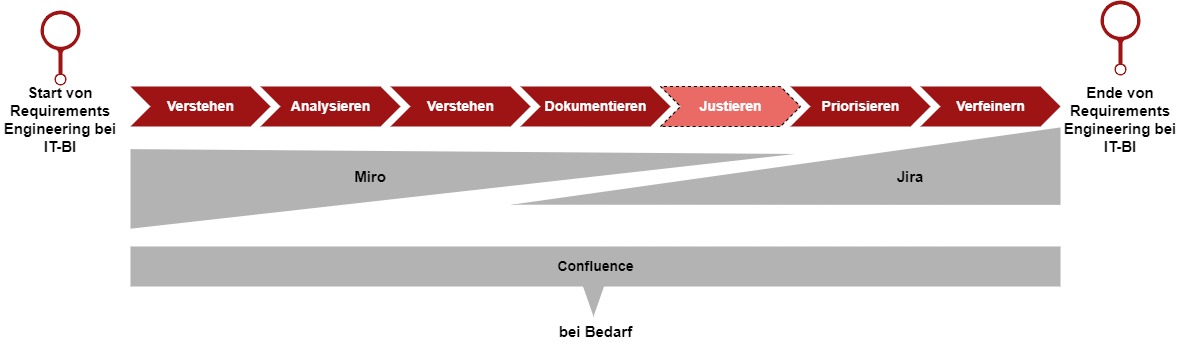 Start von
Requirements
Engineering bei
IT-BI
Verstehen
Analysieren
Verstehen
Dokumentieren
Justieren
Priorisieren
Verfeinern
Ende von
Requirements
Engineering bei
IT-BI
Miro
Jira
Confluence
bei Bedarf